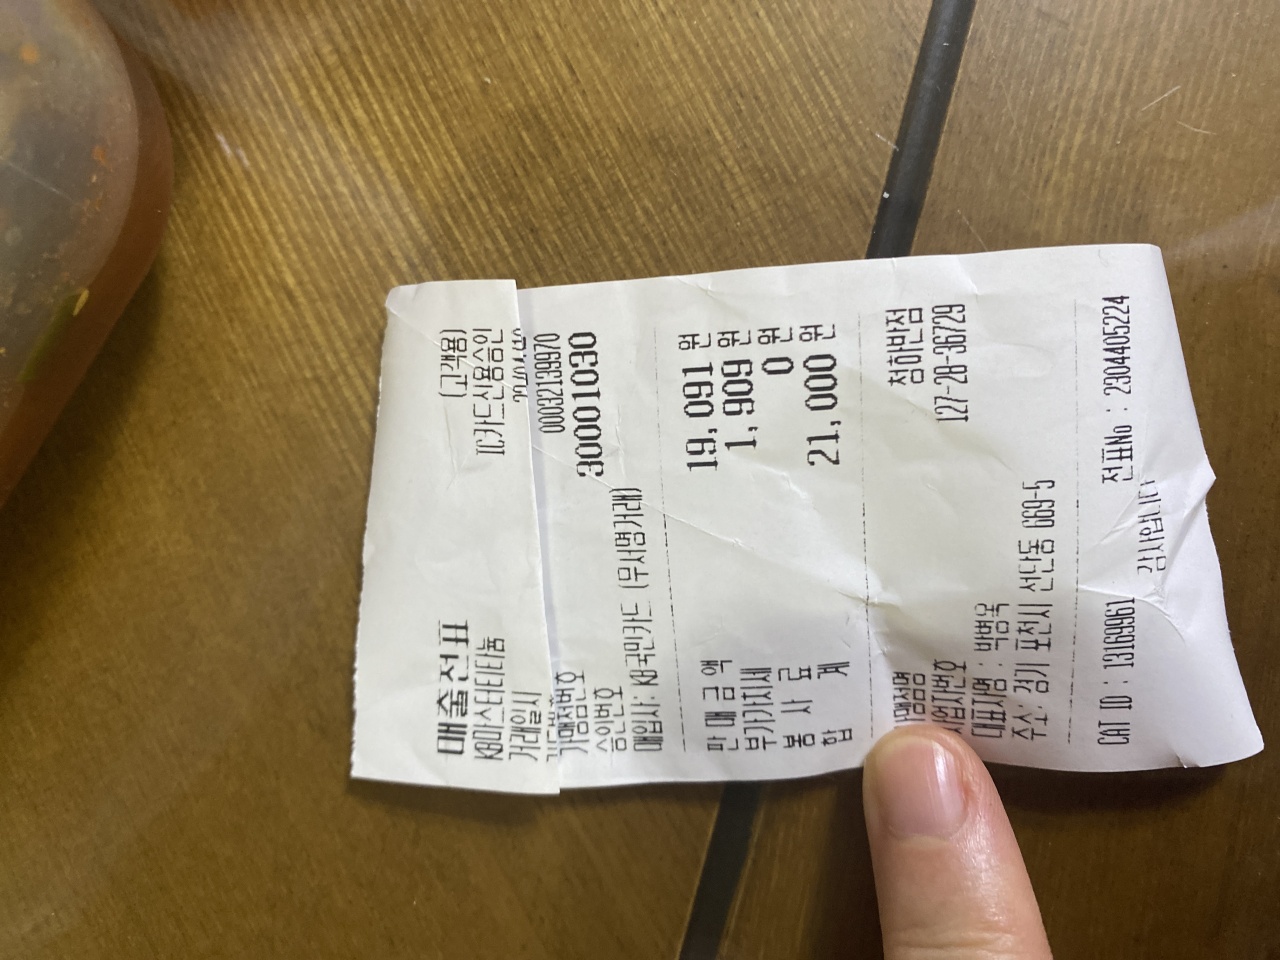 매출전표 (고객용)
KB마스터티타늄 IC카드신용승인
거래일시
가맹점번호 00032139970
승인번호 30001030
매입사: KB국민카드 (무서명거래)
판 매 금 액 19,091 원
부가가치세 1,909 원
봉 사 료 0 원
합 계 21,000 원
가맹점명 청하반점
사업자번호 127-28-36729
대표자명 : 박병옥
주소: 경기 포천시 선단동 669-5
CAT ID : 13169961 전표No : 2304405224
감사합니다